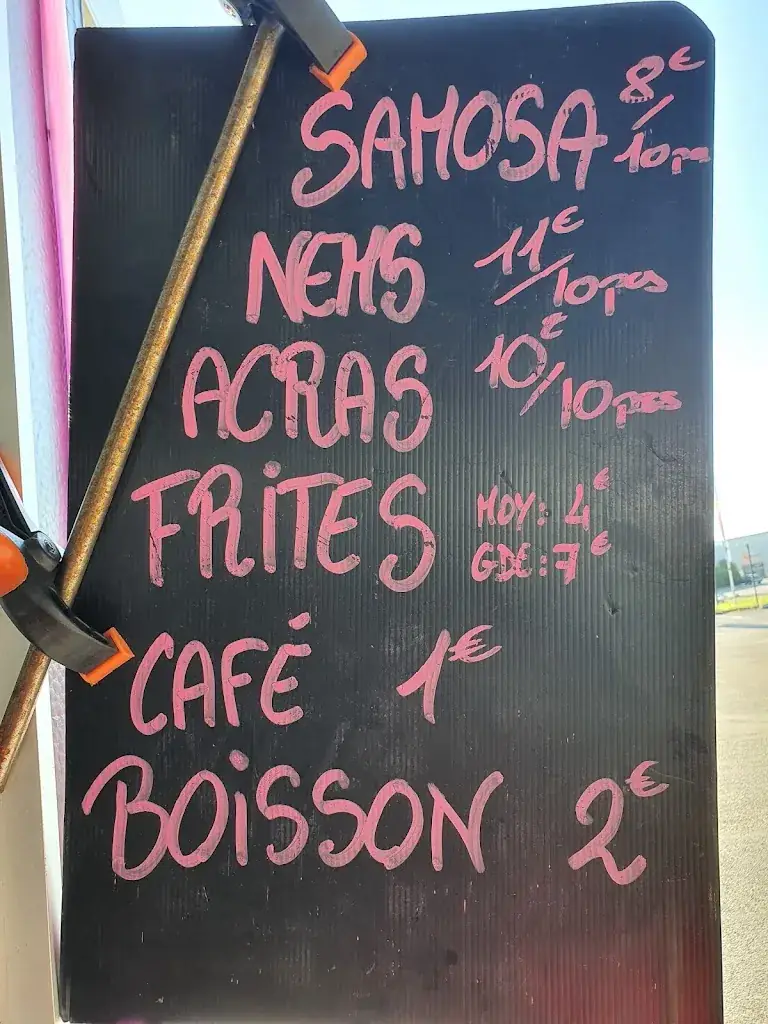 SAMOSA 8€/10pcs
NEMS 11€/10pcs
ACRAS 10€/10pcs
FRITES MOY: 4€
GDE: 7€
CAFÉ 1€
BOISSON 2€